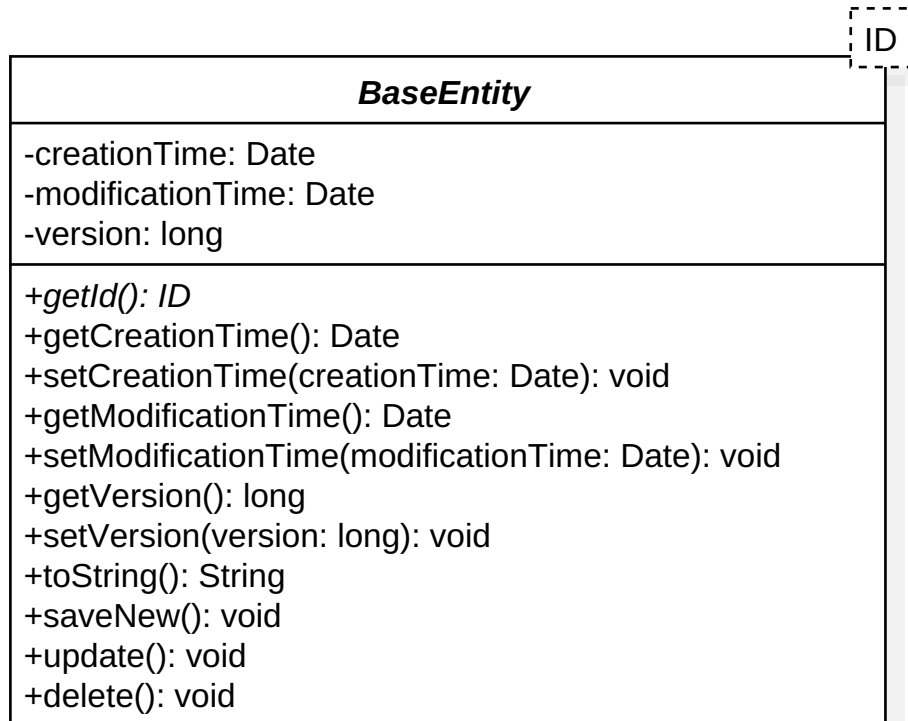 ID
BaseEntity
-creationTime: Date
-modificationTime: Date
-version: long
+getId(): ID
+getCreationTime(): Date
+setCreationTime(creationTime: Date): void
+getModificationTime(): Date
+setModificationTime(modificationTime: Date): void
+getVersion(): long
+setVersion(version: long): void
+toString(): String
+saveNew(): void
+update(): void
+delete(): void